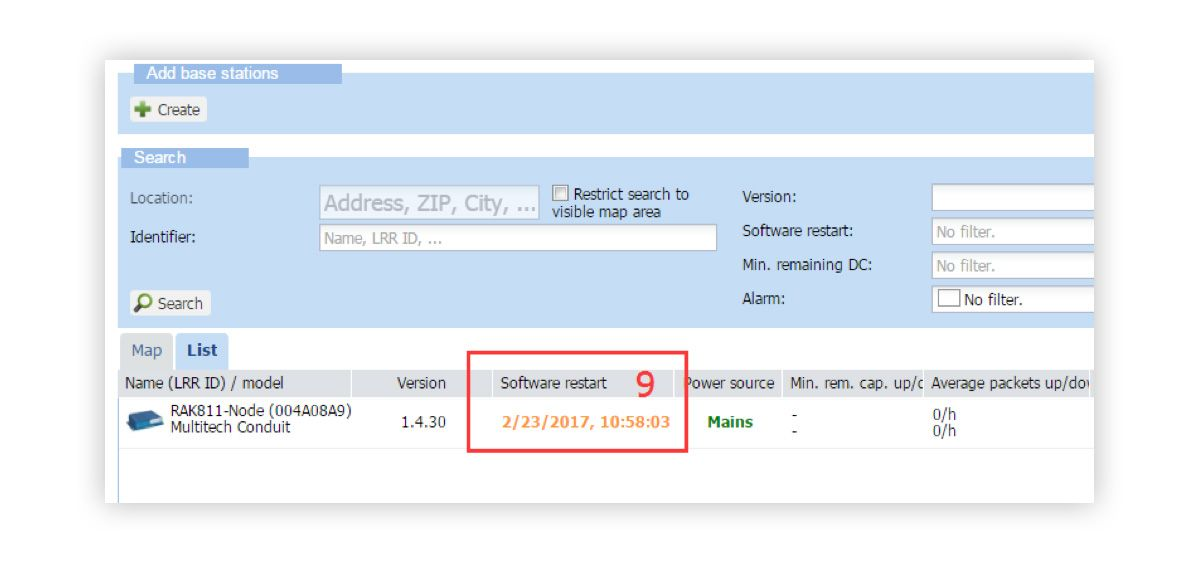 Add base stations
Create
Search
Location:
Address, ZIP, City, ...
Restrict search to
visible map area
Identifier:
Name, LRR ID, ...
Search
Version:
Software restart:
No filter.
Min. remaining DC:
No filter.
Alarm:
No filter.
Map
List
Name (LRR ID) / model
Version
Software restart
9
Power source
Min. rem. cap. up/d
Average packets up/dow
RAK811-Node (004A08A9)
Multitech Conduit
1.4.30
2/23/2017, 10:58:03
Mains
-
-
0/h
0/h